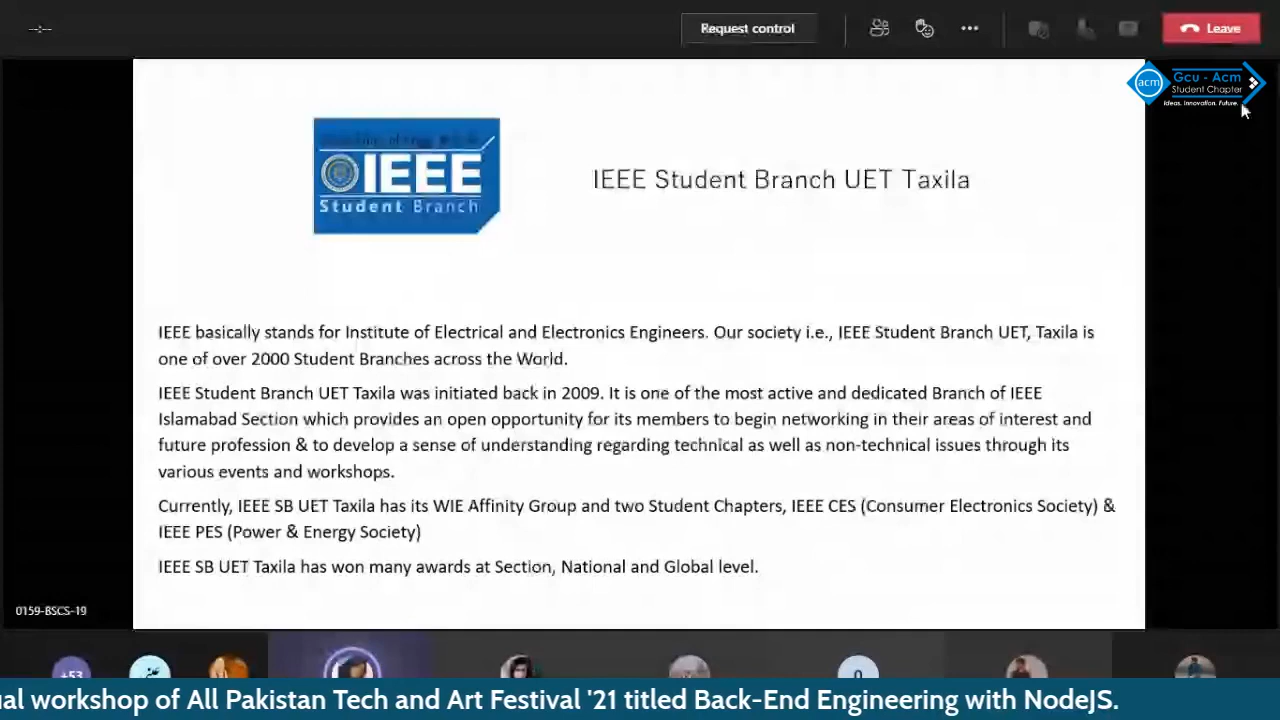 Request control
Leave
acm
Gcu - Acm
Student Chapter
Ideas. Innovation. Future.
IEEE
Student Branch
IEEE Student Branch UET Taxila
IEEE basically stands for Institute of Electrical and Electronics Engineers. Our society i.e., IEEE Student Branch UET, Taxila is
one of over 2000 Student Branches across the World.
IEEE Student Branch UET Taxila was initiated back in 2009. It is one of the most active and dedicated Branch of IEEE
Islamabad Section which provides an open opportunity for its members to begin networking in their areas of interest and
future profession & to develop a sense of understanding regarding technical as well as non-technical issues through its
various events and workshops.
Currently, IEEE SB UET Taxila has its WIE Affinity Group and two Student Chapters, IEEE CES (Consumer Electronics Society) &
IEEE PES (Power & Energy Society)
IEEE SB UET Taxila has won many awards at Section, National and Global level.
0159-BSCS-19
+53
ual workshop of All Pakistan Tech and Art Festival '21 titled Back-End Engineering with NodeJS.